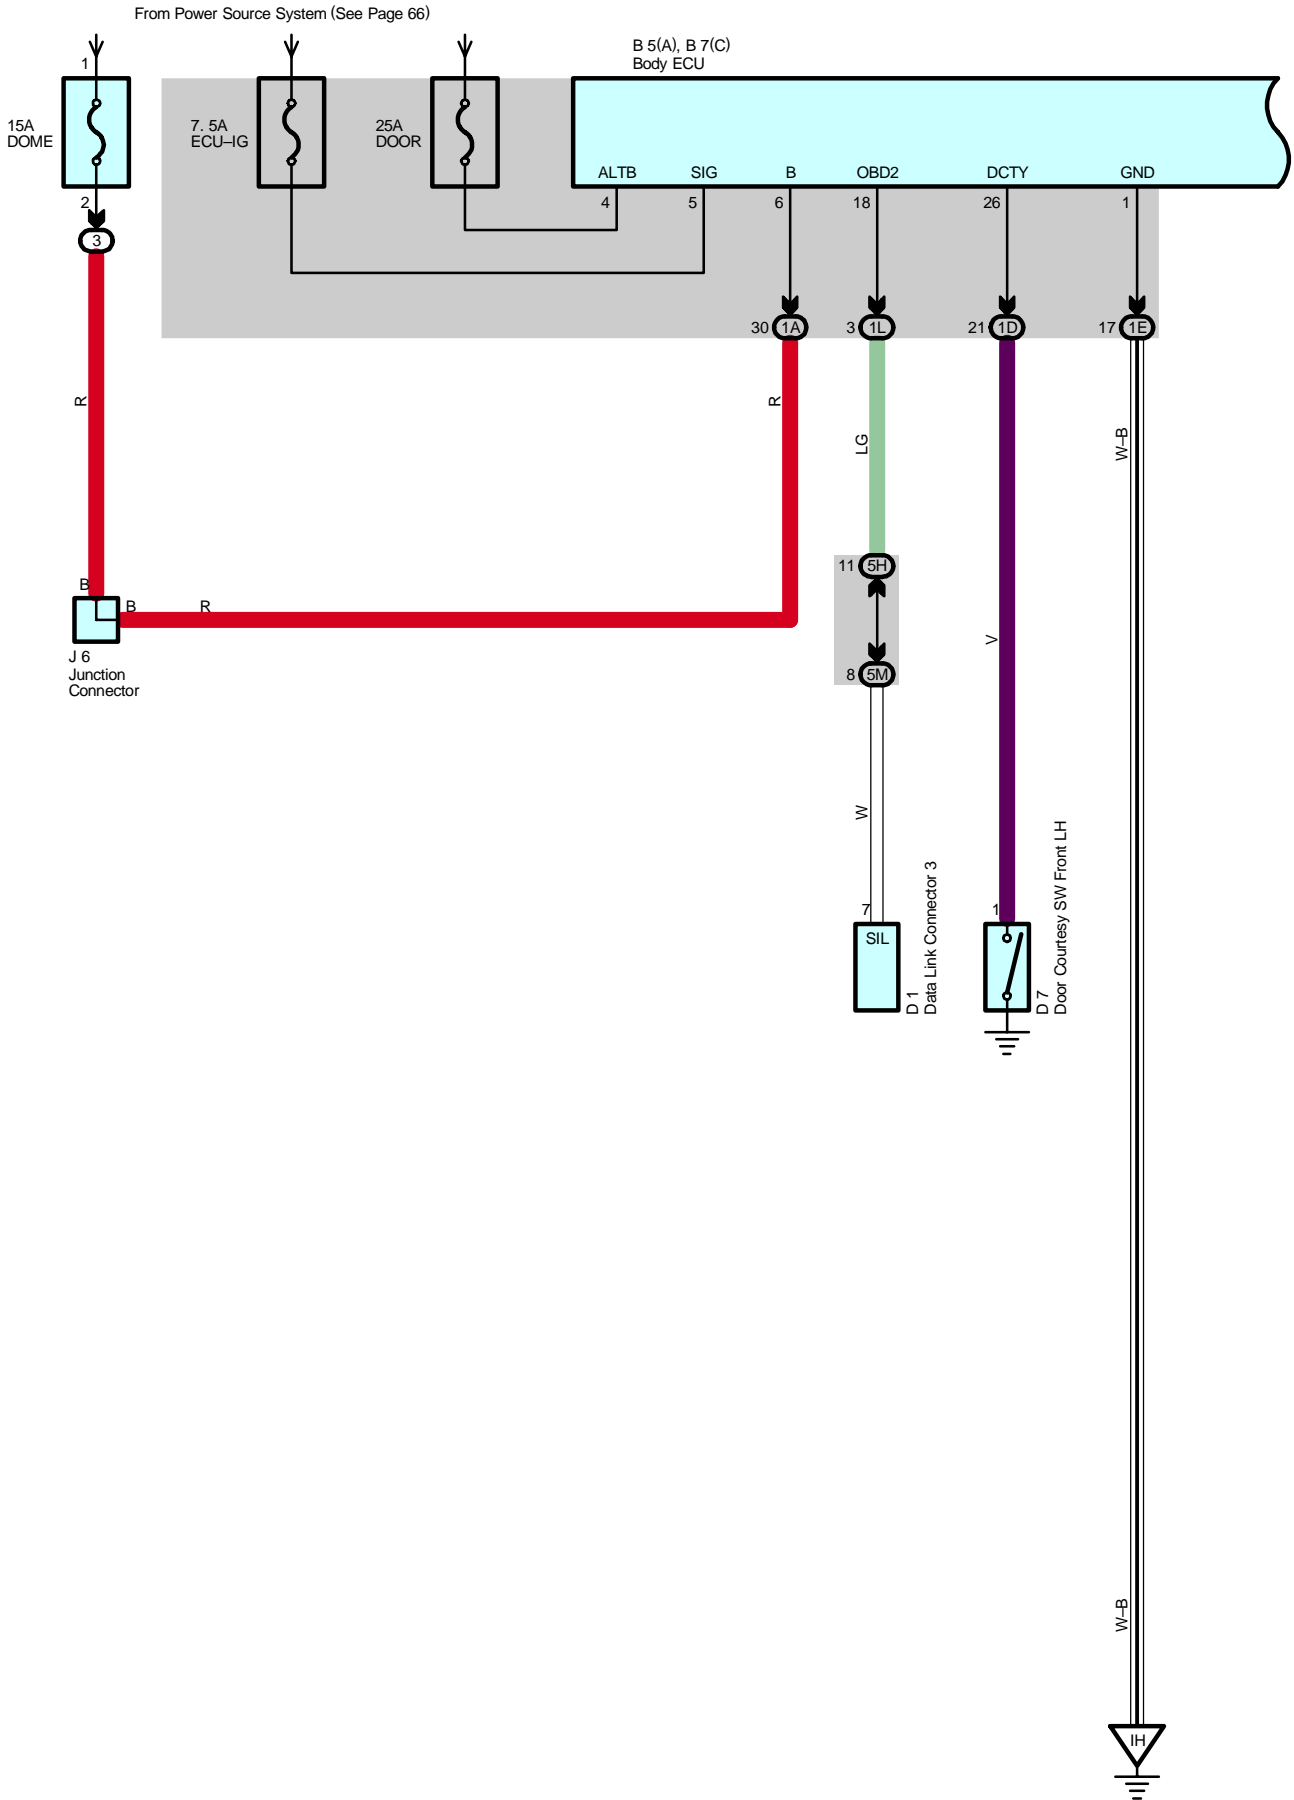 From Power Source System (See Page 66)
B 5(A), B 7(C)
Body ECU
1
15A
DOME
7. 5A
ECU–IG
25A
DOOR
ALTB
SIG
B
OBD2
DCTY
GND
2
4
5
6
18
26
1
3
30
1A
3
1L
21
1D
17
1E
R
R
LG
W–B
11
5H
B
B
R
V
J 6
Junction
Connector
8
5M
W
7
SIL
D 1
Data Link Connector 3
1
D 7
Door Courtesy SW Front LH
W–B
IH